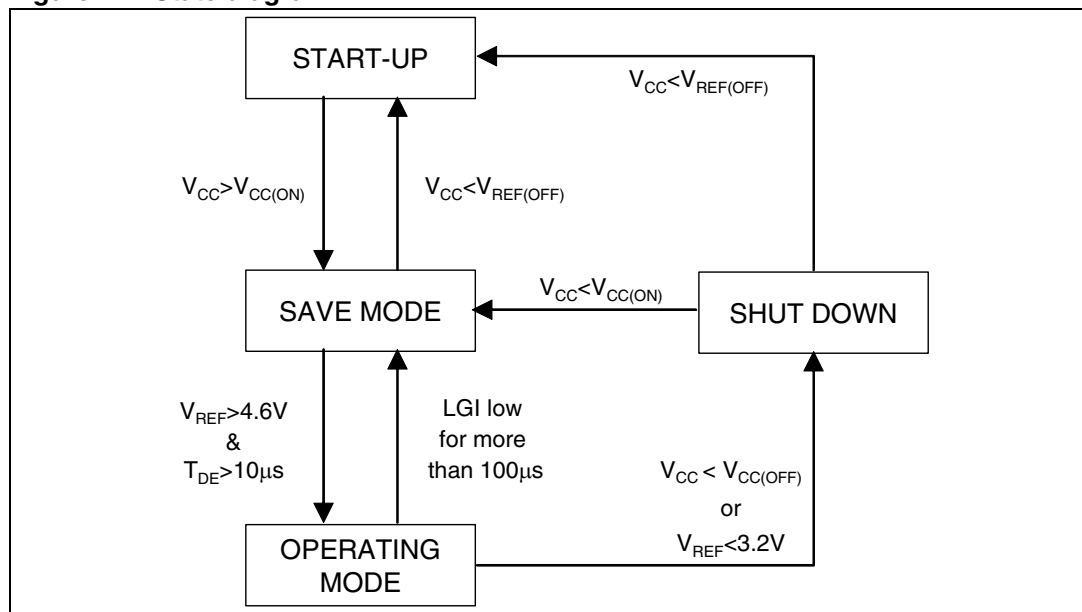 START-UP
V_CC<V_REF(OFF)
V_CC>V_CC(ON)
V_CC<V_REF(OFF)
V_CC<V_CC(ON)
SAVE MODE
SHUT DOWN
V_REF>4.6V
&
T_DE>10μs
LGI low
for more
than 100μs
V_CC < V_CC(OFF)
or
V_REF<3.2V
OPERATING
MODE